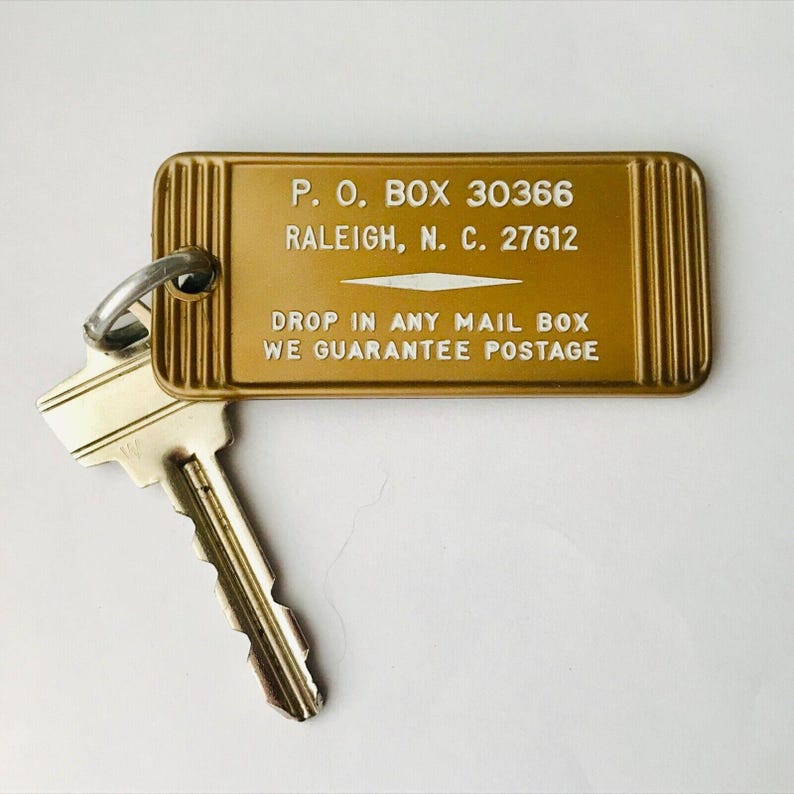 P. O. BOX 30366
RALEIGH, N. C. 27612
DROP IN ANY MAIL BOX
WE GUARANTEE POSTAGE
W